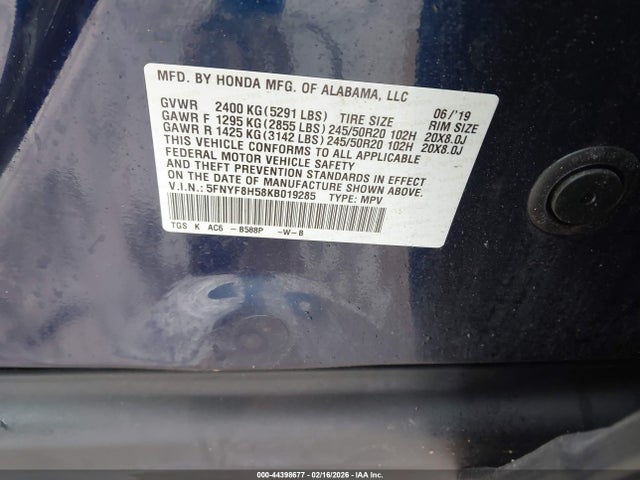 MFD. BY HONDA MFG. OF ALABAMA, LLC
GVWR 2400 KG(5291 LBS) TIRE SIZE 06/'19 RIM SIZE
GAWR F 1295 KG(2855 LBS) 245/50R20 102H 20X8.0J
GAWR R 1425 KG(3142 LBS) 245/50R20 102H 20X8.0J
THIS VEHICLE CONFORMS TO ALL APPLICABLE
FEDERAL MOTOR VEHICLE SAFETY
AND THEFT PREVENTION STANDARDS IN EFFECT
ON THE DATE OF MANUFACTURE SHOWN ABOVE.
V.I.N.: 5FNYF8H58KB019285 TYPE: MPV
TGS K AC6 - B588P -W-B
000-44398677 - 02/16/2026 - IAA Inc.